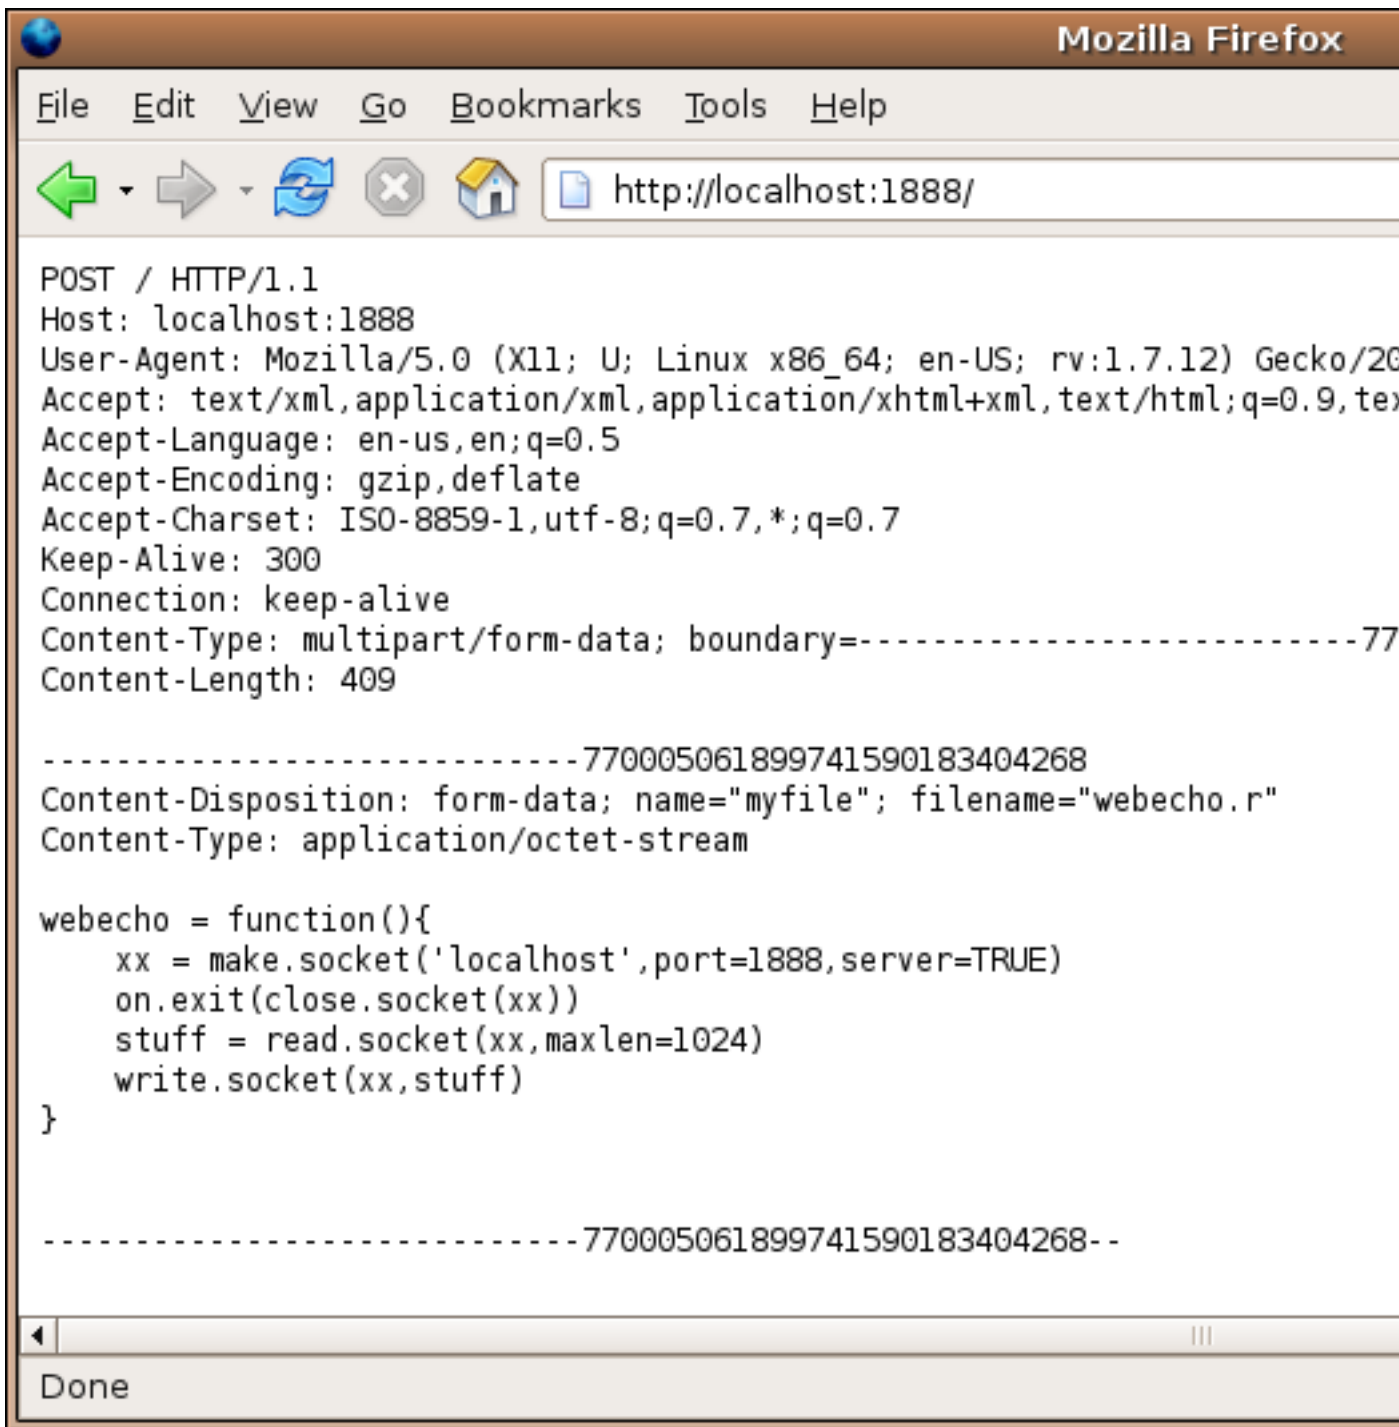 Mozilla Firefox
File Edit View Go Bookmarks Tools Help
http://localhost:1888/
POST / HTTP/1.1
Host: localhost:1888
User-Agent: Mozilla/5.0 (X11; U; Linux x86_64; en-US; rv:1.7.12) Gecko/20
Accept: text/xml,application/xml,application/xhtml+xml,text/html;q=0.9,tex
Accept-Language: en-us,en;q=0.5
Accept-Encoding: gzip,deflate
Accept-Charset: ISO-8859-1,utf-8;q=0.7,*;q=0.7
Keep-Alive: 300
Connection: keep-alive
Content-Type: multipart/form-data; boundary=---------------------------77
Content-Length: 409
-----------------------------7700050618997415901834​04268
Content-Disposition: form-data; name="myfile"; filename="webecho.r"
Content-Type: application/octet-stream
webecho = function(){
    xx = make.socket('localhost',port=1888,server=TRUE)
    on.exit(close.socket(xx))
    stuff = read.socket(xx,maxlen=1024)
    write.socket(xx,stuff)
}
-----------------------------770005061899741590183404268--
Done